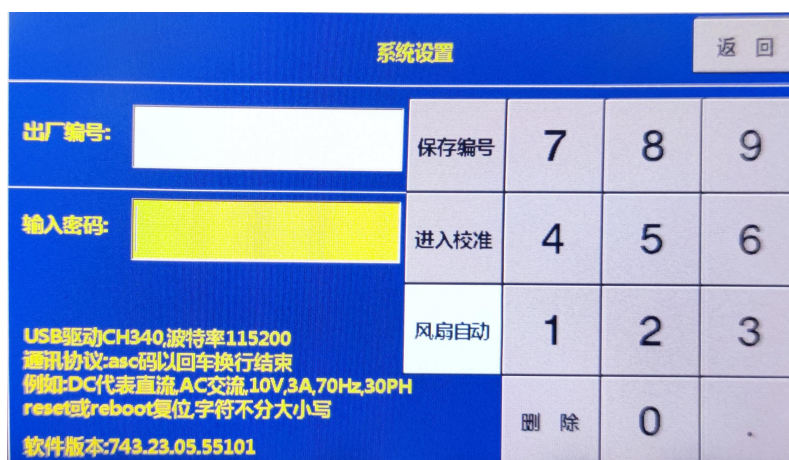 系统设置
返 回
出厂编号:
保存编号
7
8
9
输入密码:
进入校准
4
5
6
风扇自动
1
2
3
USB驱动CH340,波特率115200
通讯协议:asc码以回车换行结束
例如:DC代表直流,AC交流,10V,3A,70Hz,30PH
reset或reboot复位,字符不分大小写
删 除
0
.
软件版本:743.23.05.55101